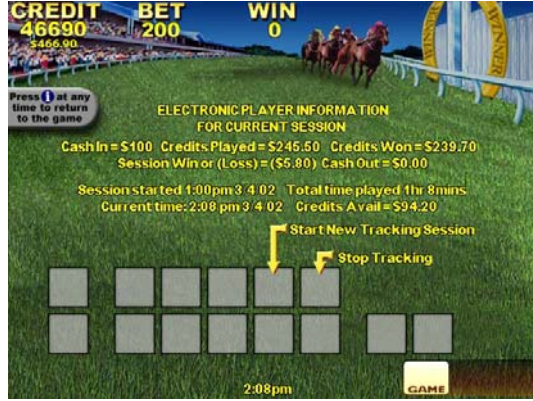 CREDIT BET WIN
46690 200 0
$466.90
WINNER
Press i at any
time to return
to the game
ELECTRONIC PLAYER INFORMATION
FOR CURRENT SESSION
Cash In = $100 Credits Played = $245.50 Credits Won = $239.70
Session Win or (Loss) = ($5.80) Cash Out = $0.00
Session started 1:00pm 3 4 02 Total time played 1hr 8mins
Current time: 2:08 pm 3 4 02 Credits Avail = $94.20
Start New Tracking Session
Stop Tracking
2:08pm
GAME